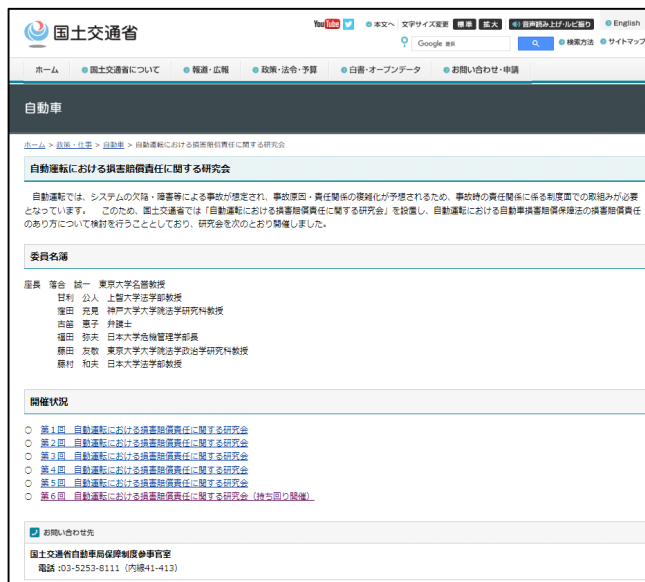 国土交通省
YouTube
本文へ 文字サイズ変更 標準 拡大 音声読み上げ・ルビ振り English
Google 検索 検索方法 サイトマップ
ホーム 国土交通省について 報道・広報 政策・法令・予算 白書・オープンデータ お問い合わせ・申請
自動車
ホーム > 政策・仕事 > 自動車 > 自動運転における損害賠償責任に関する研究会
自動運転における損害賠償責任に関する研究会
自動運転では、システムの欠陥・障害等による事故が想定され、事故原因・責任関係の複雑化が予想されるため、事故時の責任関係に係る制度面での取組みが必要
となっています。 このため、国土交通省では「自動運転における損害賠償責任に関する研究会」を設置し、自動運転における自動車損害賠償保障法の損害賠償責任
のあり方について検討を行うこととしており、研究会を次のとおり開催しました。
委員名簿
座長 落合 誠一 東京大学名誉教授
甘利 公人 上智大学法学部教授
窪田 充見 神戸大学大学院法学研究科教授
古笛 恵子 弁護士
福田 弥夫 日本大学危機管理学部長
藤田 友敬 東京大学大学院法学政治学研究科教授
藤村 和夫 日本大学法学部教授
開催状況
○ 第1回 自動運転における損害賠償責任に関する研究会
○ 第2回 自動運転における損害賠償責任に関する研究会
○ 第3回 自動運転における損害賠償責任に関する研究会
○ 第4回 自動運転における損害賠償責任に関する研究会
○ 第5回 自動運転における損害賠償責任に関する研究会
○ 第6回 自動運転における損害賠償責任に関する研究会（持ち回り開催）
お問い合わせ先
国土交通省自動車局保障制度参事官室
電話 :03-5253-8111（内線41-413）